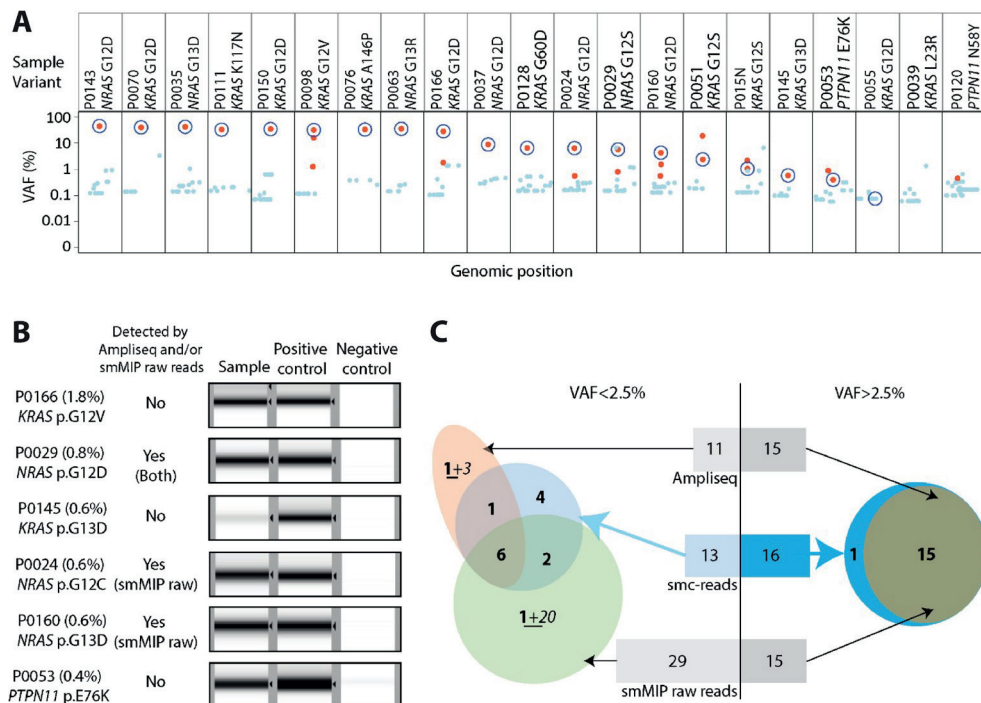 A
Sample
Variant
P0143
NRAS G12D
P0070
KRAS G12D
P0035
NRAS G13D
P0111
KRAS K117N
P0150
KRAS G12D
P0098
KRAS G12V
P0076
KRAS A146P
P0063
NRAS G13R
P0166
KRAS G12D
P0037
NRAS G12D
P0128
KRAS G60D
P0024
NRAS G12D
P0029
NRAS G12S
P0160
NRAS G12D
P0051
KRAS G12S
P015N
KRAS G12S
P0145
KRAS G13D
P0053
PTPN11 E76K
P0055
KRAS G12D
P0039
KRAS L23R
P0120
PTPN11 N58Y
VAF (%)
100
10
1
0.1
0.01
0
Genomic position
B
Detected by
Ampliseq and/or
smMIP raw reads
Sample
Positive
control
Negative
control
P0166 (1.8%)
KRAS p.G12V
No
P0029 (0.8%)
NRAS p.G12D
Yes
(Both)
P0145 (0.6%)
KRAS p.G13D
No
P0024 (0.6%)
NRAS p.G12C
Yes
(smMIP raw)
P0160 (0.6%)
NRAS p.G13D
Yes
(smMIP raw)
P0053 (0.4%)
PTPN11 p.E76K
No
C
VAF<2.5%
VAF>2.5%
11
15
Ampliseq
1+3
1
4
6
2
1+20
13
16
smc-reads
1
15
29
15
smMIP raw reads